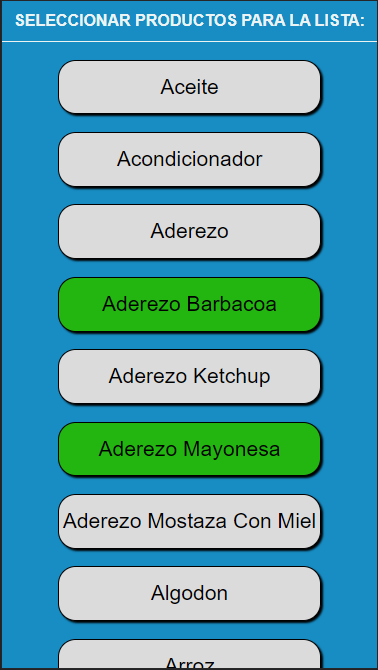 SELECCIONAR PRODUCTOS PARA LA LISTA:
Aceite
Acondicionador
Aderezo
Aderezo Barbacoa
Aderezo Ketchup
Aderezo Mayonesa
Aderezo Mostaza Con Miel
Algodon
Arroz